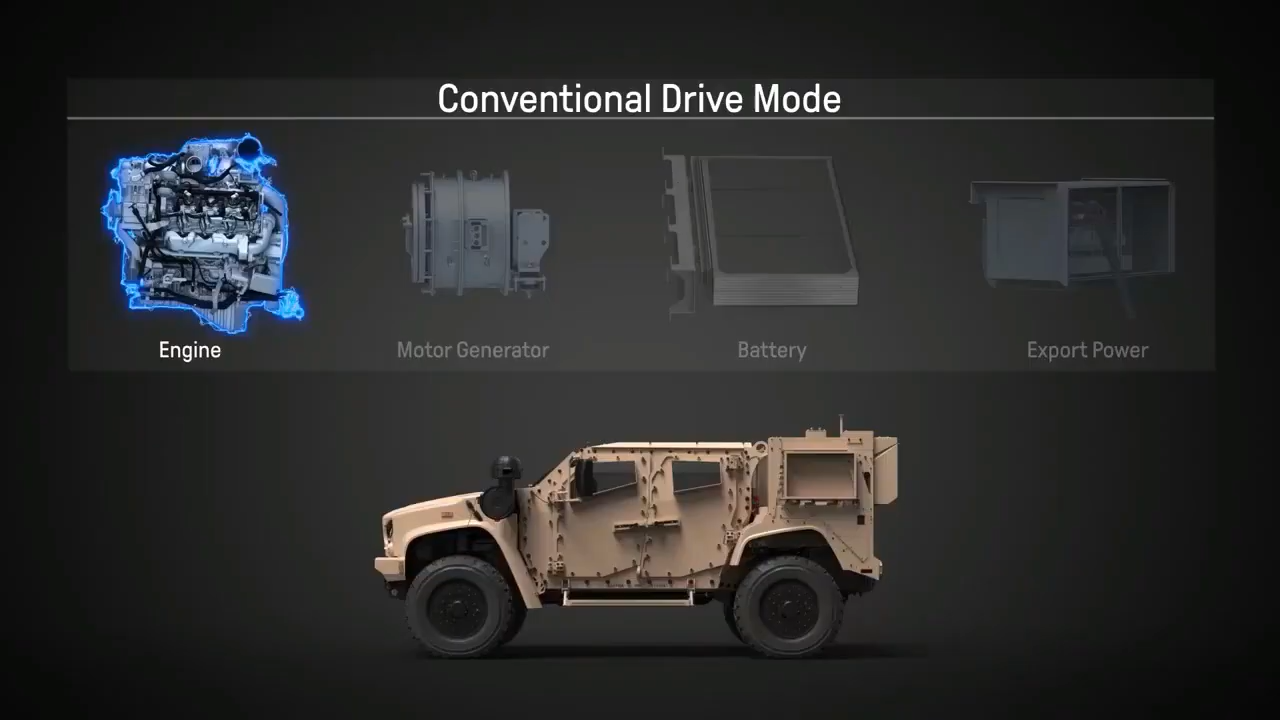 Conventional Drive Mode
Engine
Motor Generator
Battery
Export Power